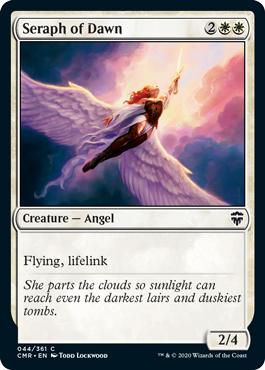 Seraph of Dawn 2
Creature — Angel
Flying, lifelink
She parts the clouds so sunlight can
reach even the darkest lairs and duskiest
tombs.
2/4
044/361 C
CMR • EN Todd Lockwood ™ & © 2020 Wizards of the Coast